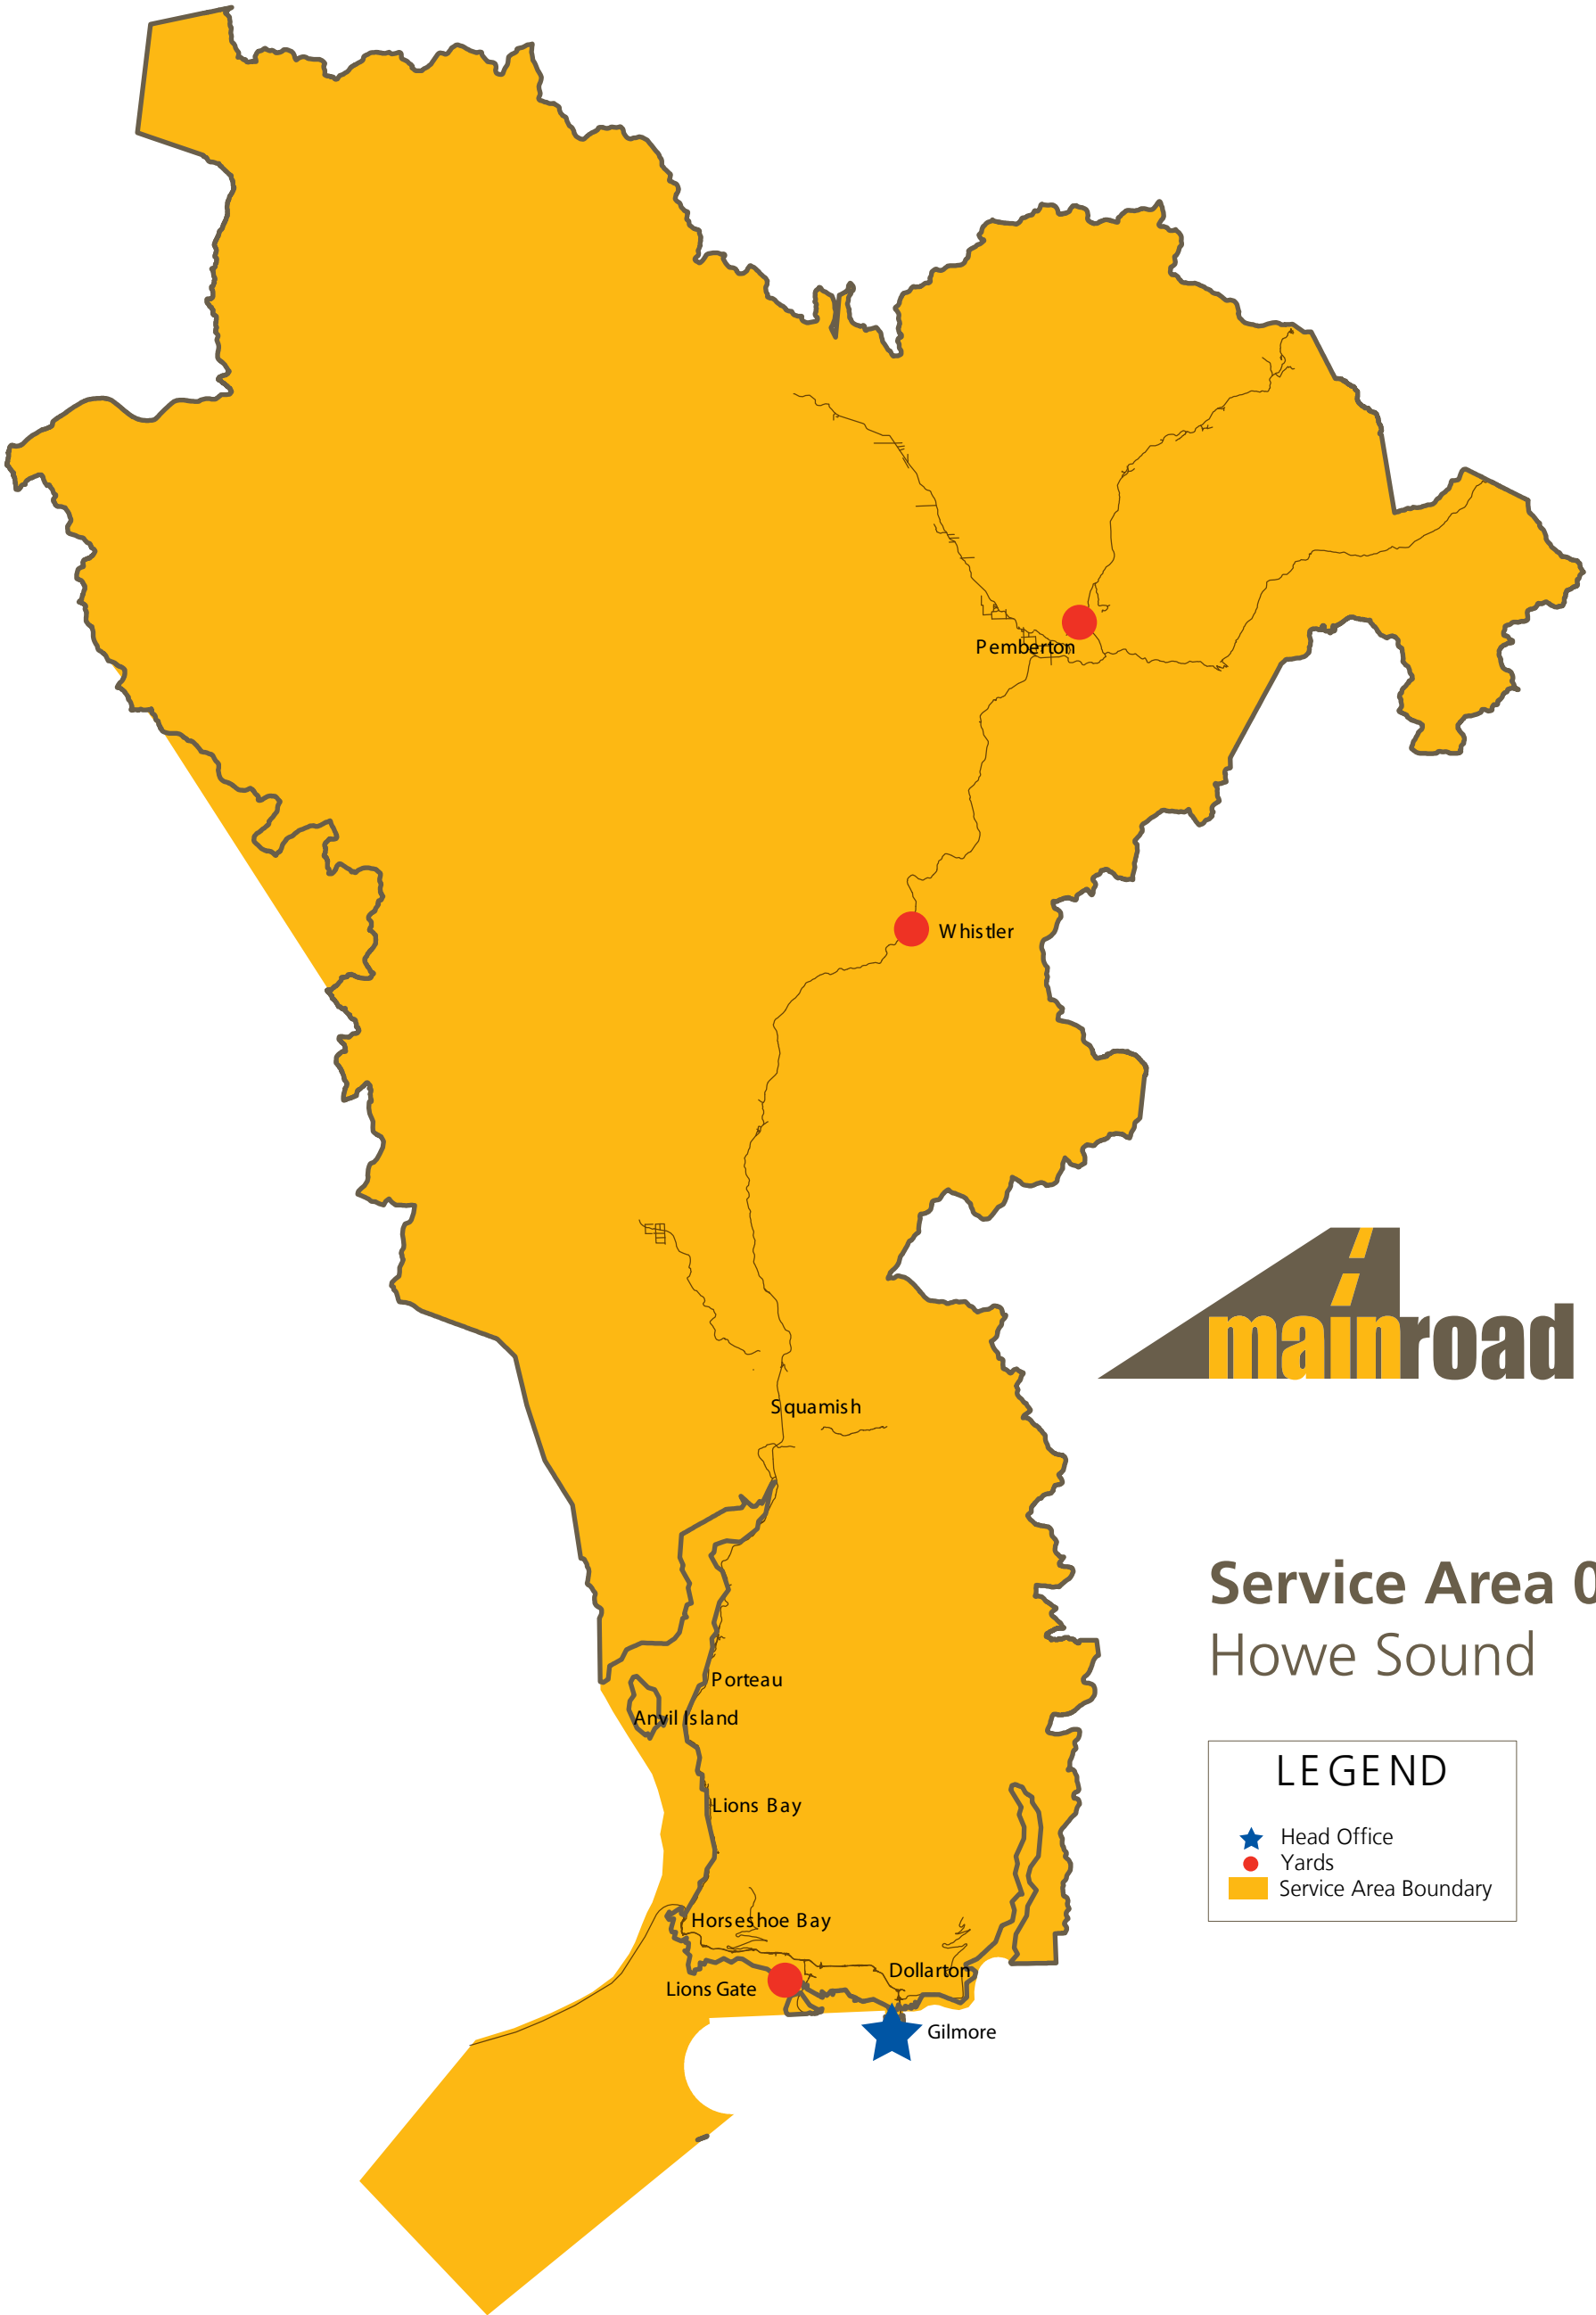 Pemberton
Whistler
mainroad
Squamish
Service Area 0
Howe Sound
Porteau
Anvil Island
LEGEND
Lions Bay
Head Office
Yards
Service Area Boundary
Horseshoe Bay
Dollarton
Lions Gate
Gilmore